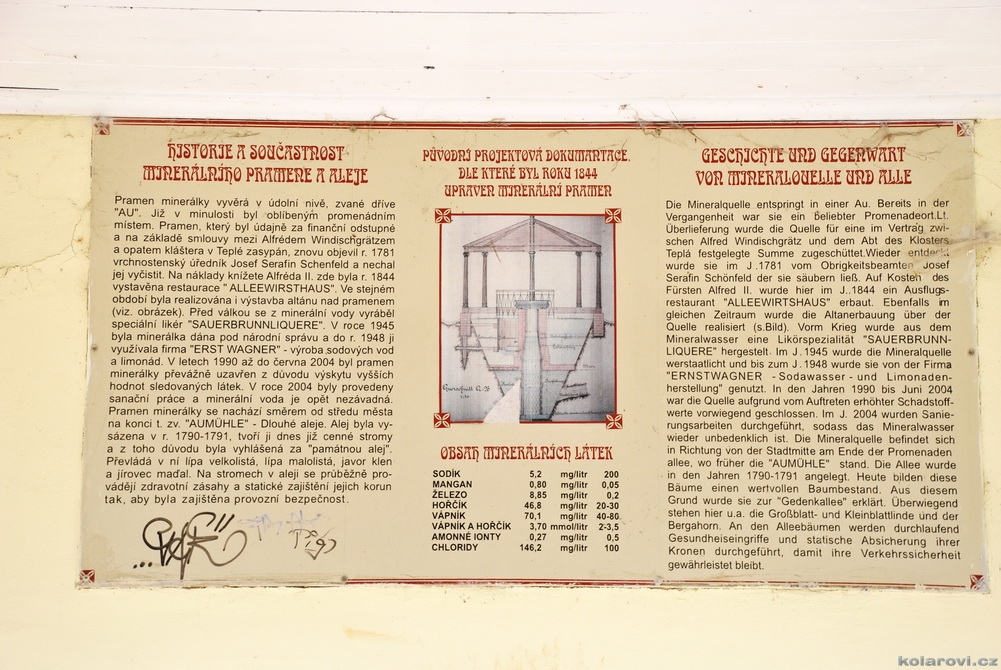 HISTORIE A SOUČASTNOST
MINERÁLNÍHO PRAMENE A ALEJE
Pramen minerálky vyvěrá v údolní nivě, zvané dříve
"AU". Již v minulosti byl oblíbeným promenádním
místem. Pramen, který byl údajně za finanční odstupné
a na základě smlouvy mezi Alfrédem Windischgrätzem
a opatem kláštera v Teplé zasypán, znovu objevil r. 1781
vrchnostenský úředník Josef Serafin Schenfeld a nechal
jej vyčistit. Na náklady knížete Alfréda II. zde byla r. 1844
vystavěna restaurace " ALLEEWIRSTHAUS". Ve stejném
období byla realizována i výstavba altánu nad pramenem
(viz. obrázek). Před válkou se z minerální vody vyráběl
speciální likér "SAUERBRUNNLIQUERE". V roce 1945
byla minerálka dána pod národní správu a do r. 1948 ji
využívala firma "ERST WAGNER" - výroba sodových vod
a limonád. V letech 1990 až do června 2004 byl pramen
minerálky převážně uzavřen z důvodu výskytu vyšších
hodnot sledovaných látek. V roce 2004 byly provedeny
sanační práce a minerální voda je opět nezávadná.
Pramen minerálky se nachází směrem od středu města
na konci t. zv. "AUMÜHLE" - Dlouhé aleje. Alej byla vy-
sázena v r. 1790-1791, tvoří ji dnes již cenné stromy
a z toho důvodu byla vyhlášená za "památnou alej".
Převládá v ní lípa velkolistá, lípa malolistá, javor klen
a jírovec maďal. Na stromech v aleji se průběžně pro-
vádějí zdravotní zásahy a statické zajištění jejich korun
tak, aby byla zajištěna provozní bezpečnost.
PŮVODNÍ PROJEKTOVÁ DOKUMANTACE,
DLE KTERÉ BYL ROKU 1844
UPRAVEN MINERÁLNÍ PRAMEN
OBSAH MINERÁLNÍCH LÁTEK
SODÍK 5,2 mg/litr 200
MANGAN 0,80 mg/litr 0,05
ŽELEZO 8,85 mg/litr 0,2
HOŘČÍK 46,8 mg/litr 20-30
VÁPNÍK 70,1 mg/litr 40-80
VÁPNÍK A HOŘČÍK 3,70 mmol/litr 2-3,5
AMONNÉ IONTY 0,27 mg/litr 0,5
CHLORIDY 146,2 mg/litr 100
GESCHICHTE UND GEGENWART
VON MINERALOUELLE UND ALLE
Die Mineralquelle entspringt in einer Au. Bereits in der
Vergangenheit war sie ein beliebter Promenadeort.Lt.
Überlieferung wurde die Quelle für eine im Vertrag zwi-
schen Alfred Windischgrätz und dem Abt des Klosters
Teplá festgelegte Summe zugeschüttet.Wieder entdeckt
wurde sie im J.1781 vom Obrigkeitsbeamten Josef
Serafin Schönfeld der sie säubern ließ. Auf Kosten des
Fürsten Alfred II. wurde hier im J..1844 ein Ausflugs-
restaurant "ALLEEWIRTSHAUS" erbaut. Ebenfalls im
gleichen Zeitraum wurde die Altanerbauung über der
Quelle realisiert (s.Bild). Vorm Krieg wurde aus dem
Mineralwasser eine Likörspezialität "SAUERBRUNN-
LIQUERE" hergestelt. Im J.1945 wurde die Mineralquelle
werstaatlicht und bis zum J.1948 wurde sie von der Firma
"ERNSTWAGNER - Sodawasser - und Limonaden-
herstellung" genutzt. In den Jahren 1990 bis Juni 2004
war die Quelle aufgrund vom Auftreten erhöhter Schadstoff-
werte vorwiegend geschlossen. Im J. 2004 wurden Sanie-
rungsarbeiten durchgeführt, sodass das Mineralwasser
wieder unbedenklich ist. Die Mineralquelle befindet sich
in Richtung von der Stadtmitte am Ende der Promenaden
allee, wo früher die "AUMÜHLE" stand. Die Allee wurde
in den Jahren 1790-1791 angelegt. Heute bilden diese
Bäume einen wertvollen Baumbestand. Aus diesem
Grund wurde sie zur "Gedenkallee" erklärt. Überwiegend
stehen hier u.a. die Großblatt- und Kleinblattlinde und der
Bergahorn. An den Alleebäumen werden durchlaufend
Gesundheiseingriffe und statische Absicherung ihrer
Kronen durchgeführt, damit ihre Verkehrssicherheit
gewährleistet bleibt.
kolarovi.cz